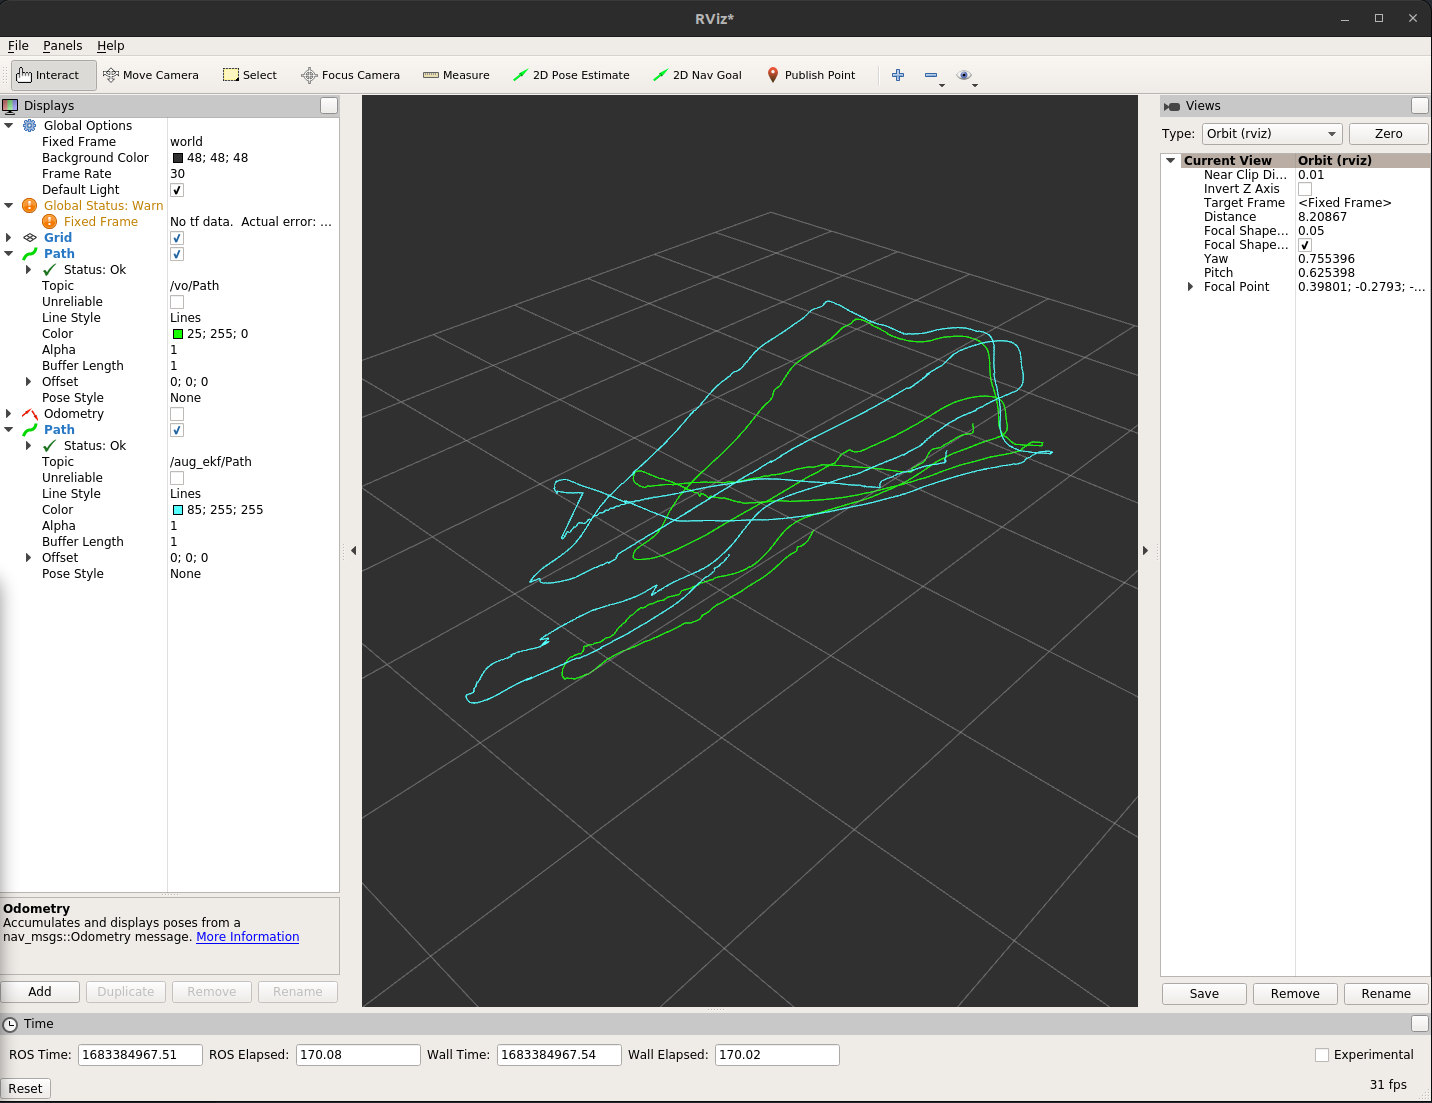 RViz*
File Panels Help
Interact Move Camera Select Focus Camera Measure 2D Pose Estimate 2D Nav Goal Publish Point
Displays
Global Options
Fixed Frame world
Background Color 48; 48; 48
Frame Rate 30
Default Light
Global Status: Warn
Fixed Frame No tf data. Actual error: ...
Grid
Path
Status: Ok
Topic /vo/Path
Unreliable
Line Style Lines
Color 25; 255; 0
Alpha 1
Buffer Length 1
Offset 0; 0; 0
Pose Style None
Odometry
Path
Status: Ok
Topic /aug_ekf/Path
Unreliable
Line Style Lines
Color 85; 255; 255
Alpha 1
Buffer Length 1
Offset 0; 0; 0
Pose Style None
Odometry
Accumulates and displays poses from a
nav_msgs::Odometry message. More Information
Add Duplicate Remove Rename
Views
Type: Orbit (rviz) Zero
Current View Orbit (rviz)
Near Clip Di... 0.01
Invert Z Axis
Target Frame <Fixed Frame>
Distance 8.20867
Focal Shape... 0.05
Focal Shape...
Yaw 0.755396
Pitch 0.625398
Focal Point 0.39801; -0.2793; -...
Save Remove Rename
Time
ROS Time: 1683384967.51 ROS Elapsed: 170.08 Wall Time: 1683384967.54 Wall Elapsed: 170.02 Experimental
Reset 31 fps